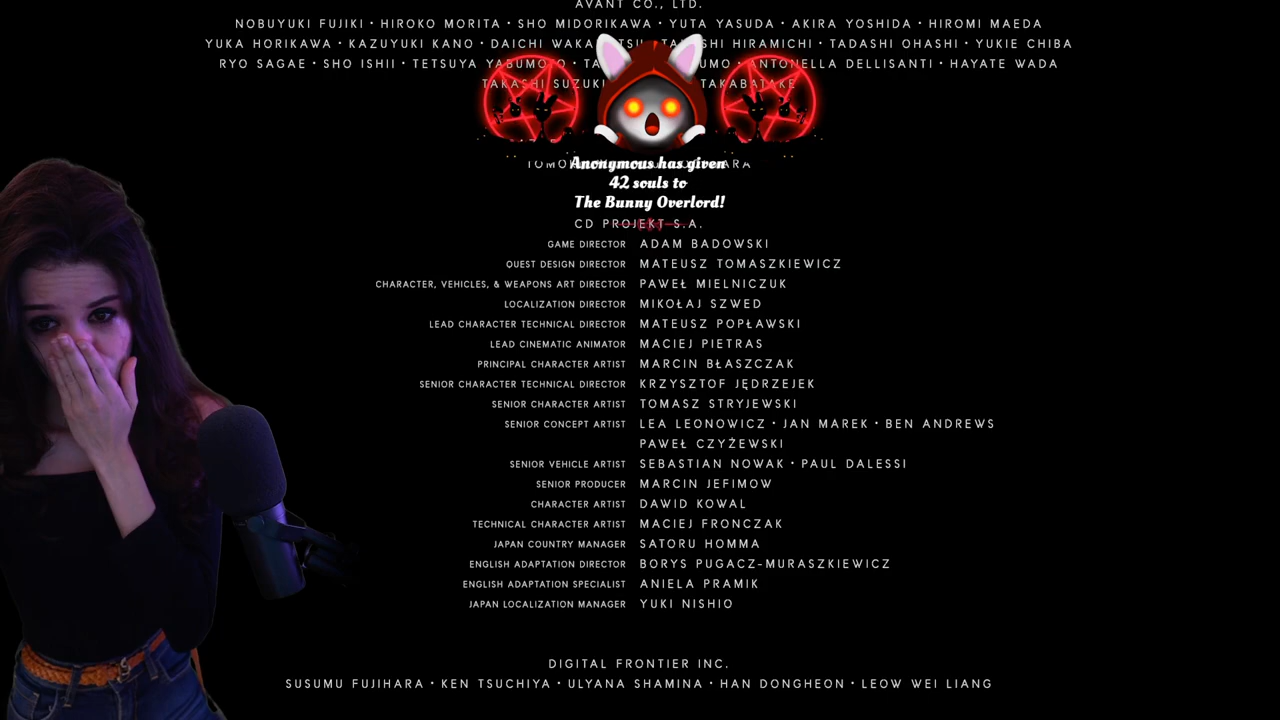 AVANT CO., LTD.
NOBUYUKI FUJIKI • HIROKO MORITA • SHO MIDORIKAWA • YUTA YASUDA • AKIRA YOSHIDA • HIROMI MAEDA
YUKA HORIKAWA • KAZUYUKI KANO • DAICHI HIRAMICHI • TADASHI OHASHI • YUKIE CHIBA
RYO SAGAE • SHO ISHII • TETSUYA • ANTONELLA DELLISANTI • HAYATE WADA
TAKASHI SUZUKI TAKABATAKE
Anonymous has given
42 souls to
The Bunny Overlord!
CD PROJEKT S.A.
GAME DIRECTOR ADAM BADOWSKI
QUEST DESIGN DIRECTOR MATEUSZ TOMASZKIEWICZ
CHARACTER, VEHICLES, & WEAPONS ART DIRECTOR PAWEŁ MIELNICZUK
LOCALIZATION DIRECTOR MIKOŁAJ SZWED
LEAD CHARACTER TECHNICAL DIRECTOR MATEUSZ POPŁAWSKI
LEAD CINEMATIC ANIMATOR MACIEJ PIETRAS
PRINCIPAL CHARACTER ARTIST MARCIN BŁASZCZAK
SENIOR CHARACTER TECHNICAL DIRECTOR KRZYSZTOF JĘDRZEJEK
SENIOR CHARACTER ARTIST TOMASZ STRYJEWSKI
SENIOR CONCEPT ARTIST LEA LEONOWICZ • JAN MAREK • BEN ANDREWS
PAWEŁ CZYŻEWSKI
SENIOR VEHICLE ARTIST SEBASTIAN NOWAK • PAUL DALESSI
SENIOR PRODUCER MARCIN JEFIMOW
CHARACTER ARTIST DAWID KOWAL
TECHNICAL CHARACTER ARTIST MACIEJ FRONCZAK
JAPAN COUNTRY MANAGER SATORU HOMMA
ENGLISH ADAPTATION DIRECTOR BORYS PUGACZ-MURASZKIEWICZ
ENGLISH ADAPTATION SPECIALIST ANIELA PRAMIK
JAPAN LOCALIZATION MANAGER YUKI NISHIO
DIGITAL FRONTIER INC.
SUSUMU FUJIHARA • KEN TSUCHIYA • ULYANA SHAMINA • HAN DONGHEON • LEOW WEI LIANG